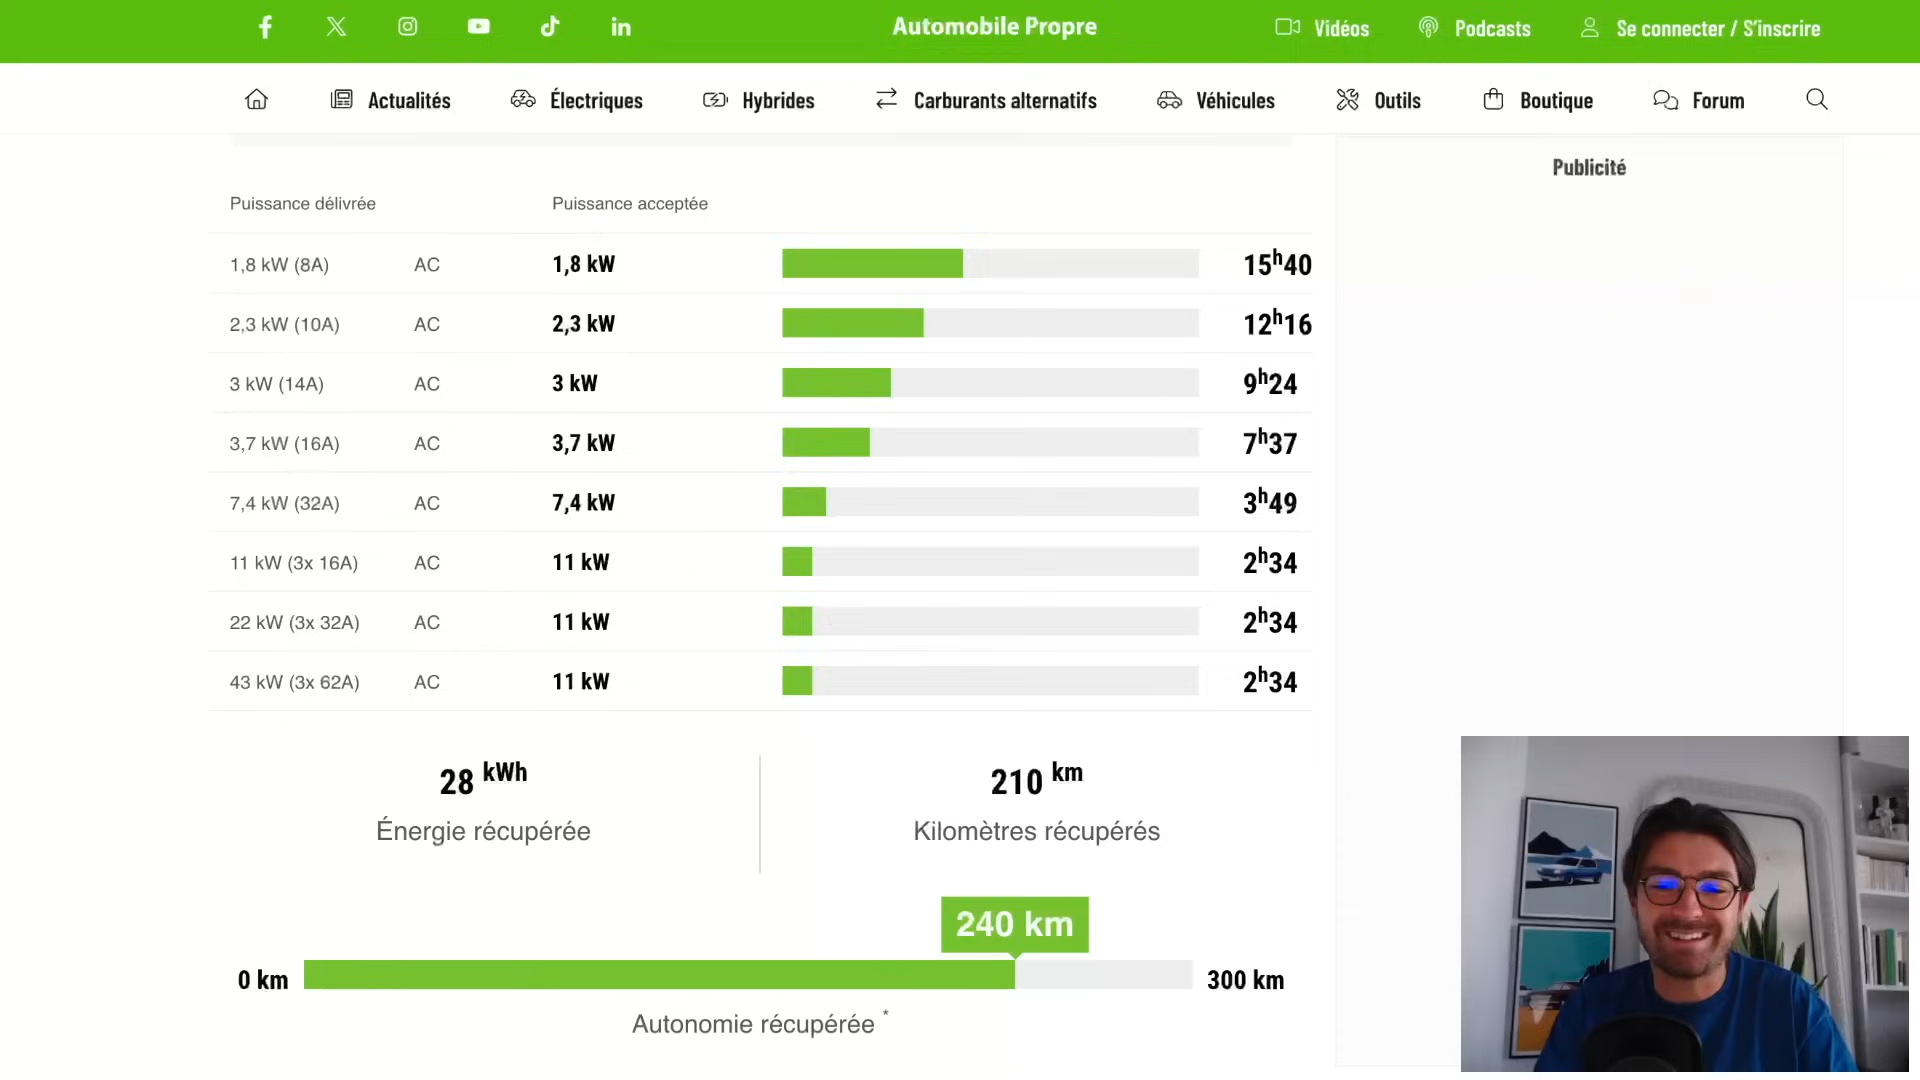 Automobile Propre
Vidéos
Podcasts
Se connecter / S'inscrire
Actualités
Électriques
Hybrides
Carburants alternatifs
Véhicules
Outils
Boutique
Forum
Publicité
Puissance délivrée
Puissance acceptée
1,8 kW (8A) AC 1,8 kW 15h40
2,3 kW (10A) AC 2,3 kW 12h16
3 kW (14A) AC 3 kW 9h24
3,7 kW (16A) AC 3,7 kW 7h37
7,4 kW (32A) AC 7,4 kW 3h49
11 kW (3x 16A) AC 11 kW 2h34
22 kW (3x 32A) AC 11 kW 2h34
43 kW (3x 62A) AC 11 kW 2h34
28 kWh
Énergie récupérée
210 km
Kilomètres récupérés
240 km
0 km
300 km
Autonomie récupérée *